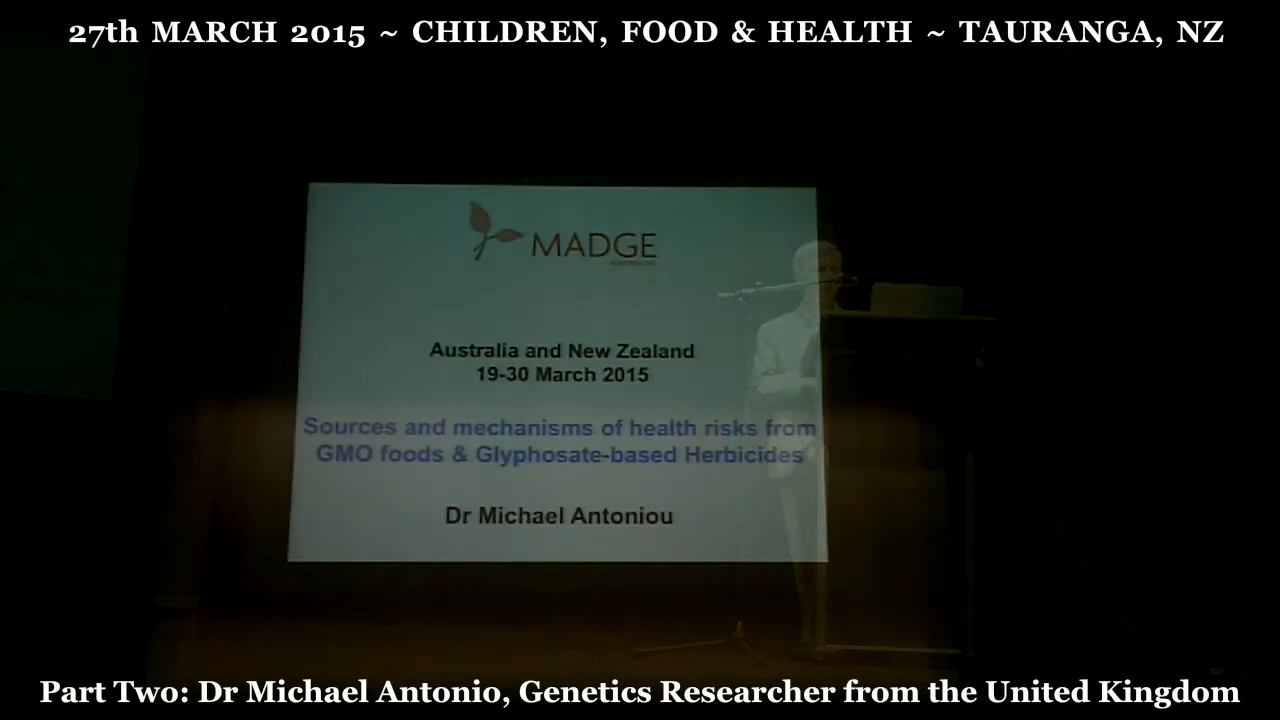 27th MARCH 2015 ~ CHILDREN, FOOD & HEALTH ~ TAURANGA, NZ
MADGE
Australia and New Zealand
19-30 March 2015
Sources and mechanisms of health risks from
GMO foods & Glyphosate-based Herbicides
Dr Michael Antoniou
Part Two: Dr Michael Antonio, Genetics Researcher from the United Kingdom